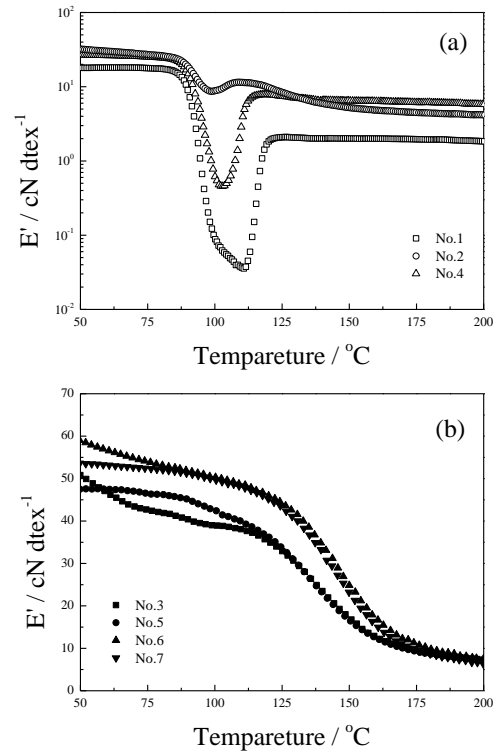 (a)
E' / cN dtex⁻¹
10²
10¹
10⁰
10⁻¹
10⁻²
No.1
No.2
No.4
50 75 100 125 150 175 200
Tempareture / °C
(b)
E' / cN dtex⁻¹
70
60
50
40
30
20
10
0
No.3
No.5
No.6
No.7
50 75 100 125 150 175 200
Tempareture / °C